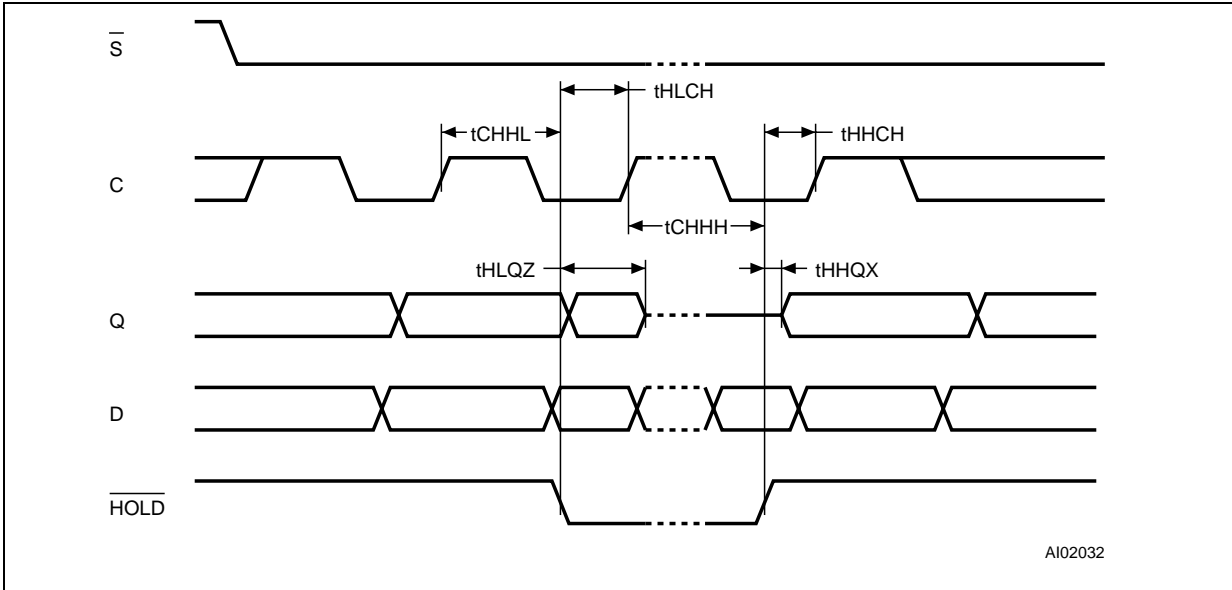 S
tHLCH
tCHHL
tHHCH
C
tCHHH
tHLQZ
tHHQX
Q
D
HOLD
AI02032